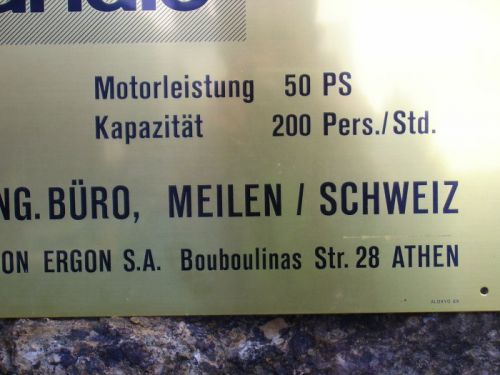 Motorleistung 50 PS
Kapazität 200 Pers./Std.
NG. BÜRO, MEILEN / SCHWEIZ
ON ERGON S.A. Bouboulinas Str. 28 ATHEN